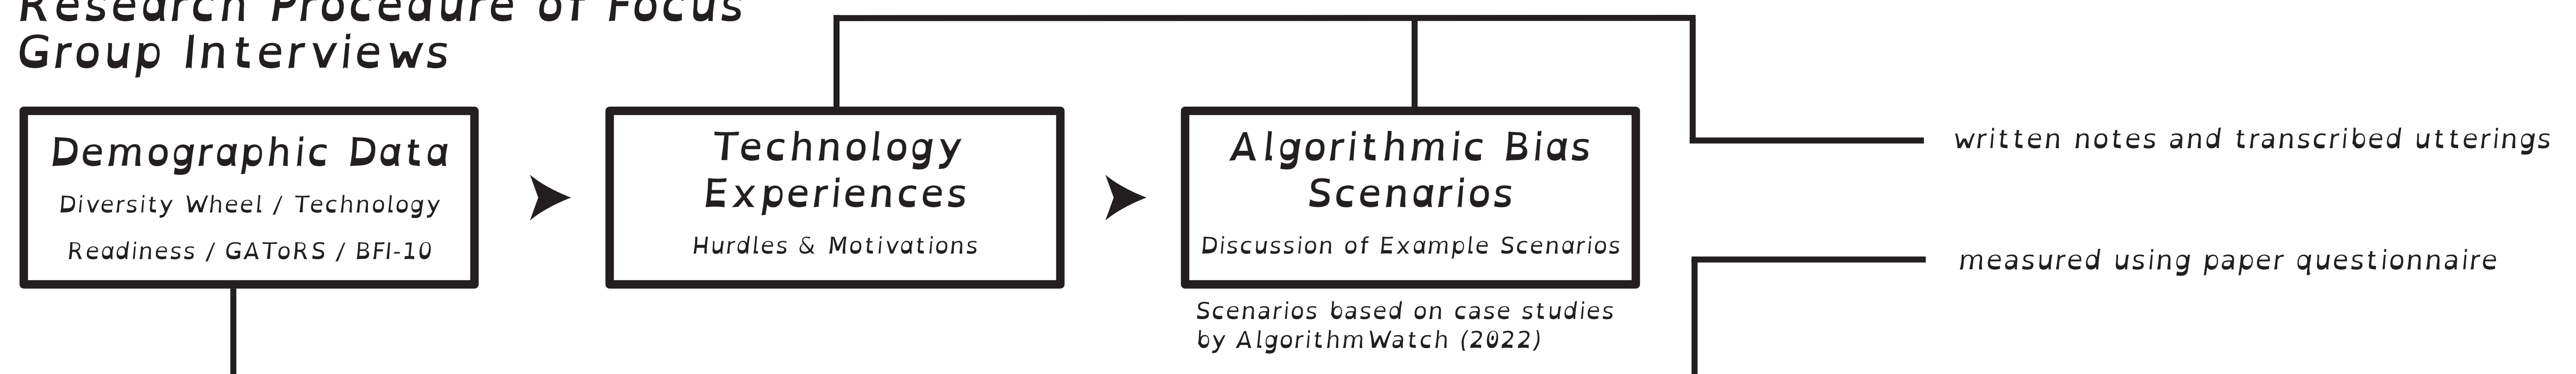 Research Procedure of Focus
Group Interviews
Demographic Data
Diversity Wheel / Technology
Readiness / GAToRS / BFI-10
Technology
Experiences
Hurdles & Motivations
Algorithmic Bias
Scenarios
Discussion of Example Scenarios
Scenarios based on case studies
by AlgorithmWatch (2022)
written notes and transcribed utterings
measured using paper questionnaire